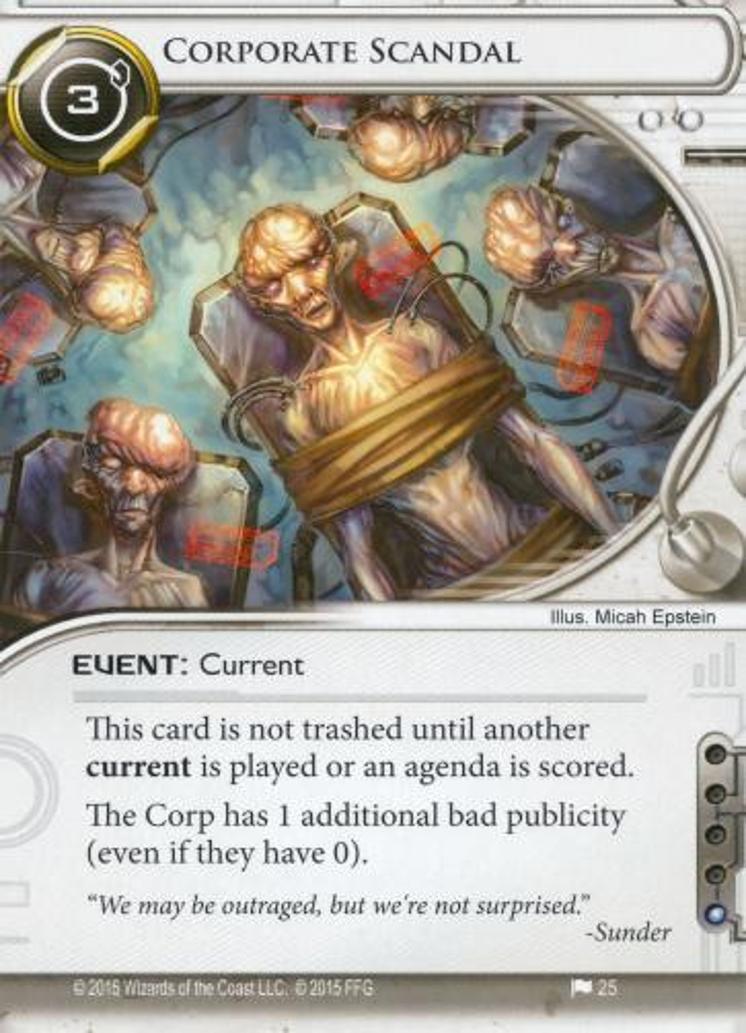 3
CORPORATE SCANDAL
Illus. Micah Epstein
EVENT: Current
This card is not trashed until another
current is played or an agenda is scored.
The Corp has 1 additional bad publicity
(even if they have 0).
“We may be outraged, but we're not surprised.”
-Sunder
© 2015 Wizards of the Coast LLC. © 2015 FFG
25